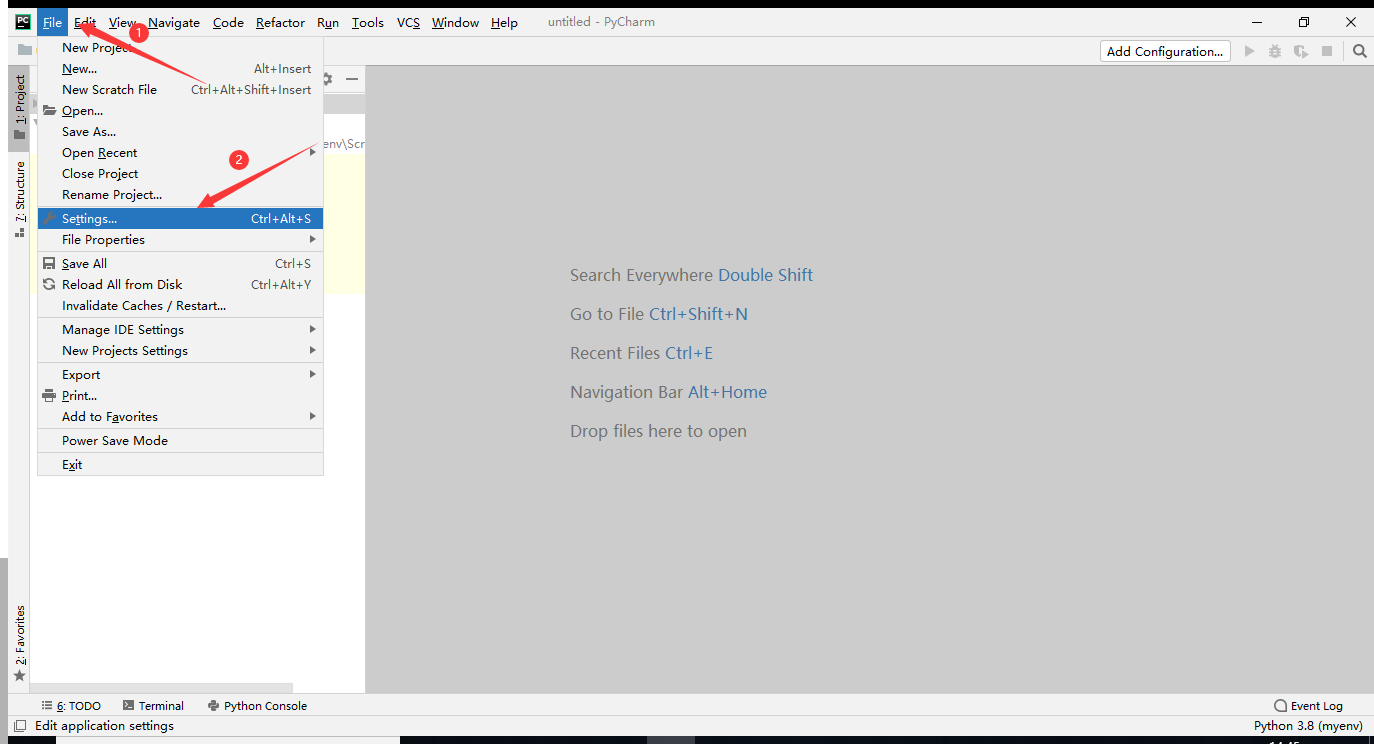 PC File Edit View Navigate Code Refactor Run Tools VCS Window Help untitled - PyCharm
1
New Project...
Add Configuration...
New... Alt+Insert
New Scratch File Ctrl+Alt+Shift+Insert
Open...
Save As...
env\Scr
Open Recent
2
Close Project
Rename Project...
Settings... Ctrl+Alt+S
File Properties
Save All Ctrl+S
Reload All from Disk Ctrl+Alt+Y
Invalidate Caches / Restart...
Manage IDE Settings
New Projects Settings
Export
Print...
Add to Favorites
Power Save Mode
Exit
1: Project
7: Structure
2: Favorites
Search Everywhere Double Shift
Go to File Ctrl+Shift+N
Recent Files Ctrl+E
Navigation Bar Alt+Home
Drop files here to open
6: TODO Terminal Python Console Event Log
Edit application settings Python 3.8 (myenv)